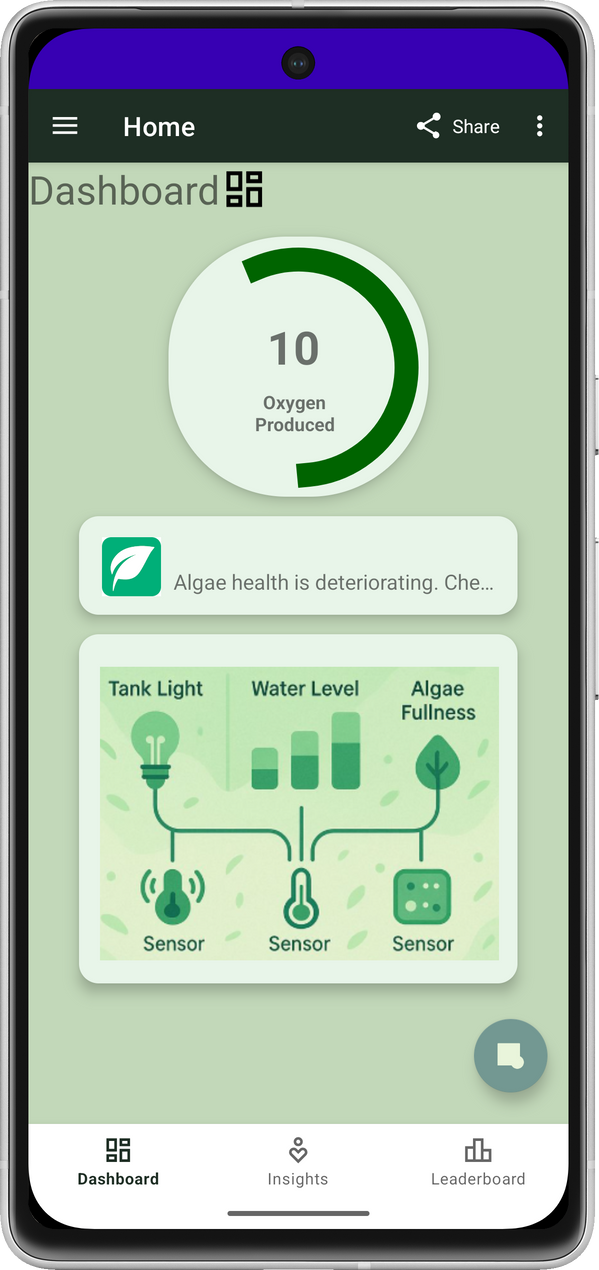 Home
Share
Dashboard
10
Oxygen
Produced
Algae health is deteriorating. Che...
Tank Light
Water Level
Algae
Fullness
Sensor
Sensor
Sensor
Dashboard
Insights
Leaderboard